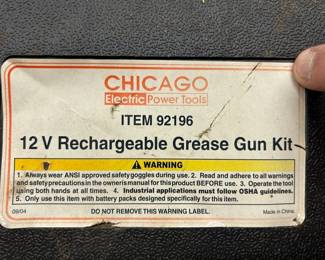 CHICAGO
Electric Power Tools
ITEM 92196
12 V Rechargeable Grease Gun Kit
WARNING
1. Always wear ANSI approved safety goggles during use. 2. Read and adhere to all warnings
and safety precautions in the owners manual for this product BEFORE use. 3. Operate the tool
using both hands at all times. 4. Industrial applications must follow OSHA guidelines.
5. Only use this item with battery packs designed specifically for this item.
09/04 DO NOT REMOVE THIS WARNING LABEL. Made in China.